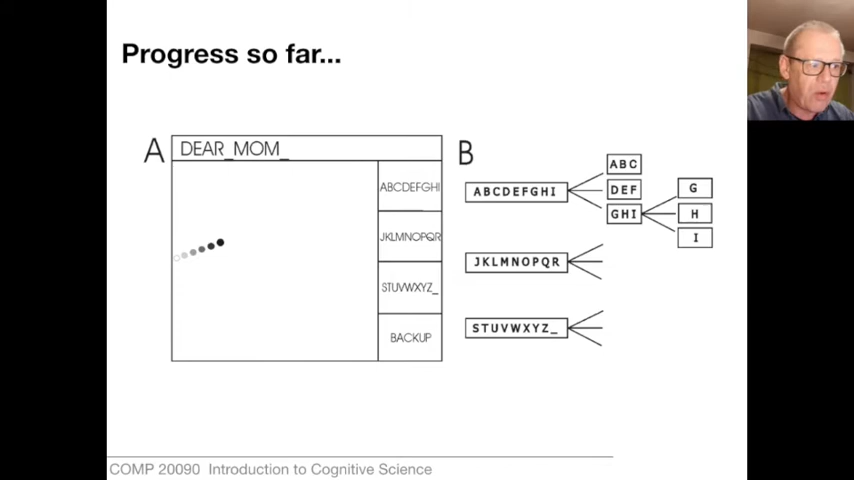 Progress so far...
A
DEAR_MOM_
ABCDEFGHI
JKLMNOPQR
STUVWXYZ_
BACKUP
B
ABCDEFGHI
ABC
DEF
GHI
G
H
I
JKLMNOPQR
STUVWXYZ_
COMP 20090 Introduction to Cognitive Science